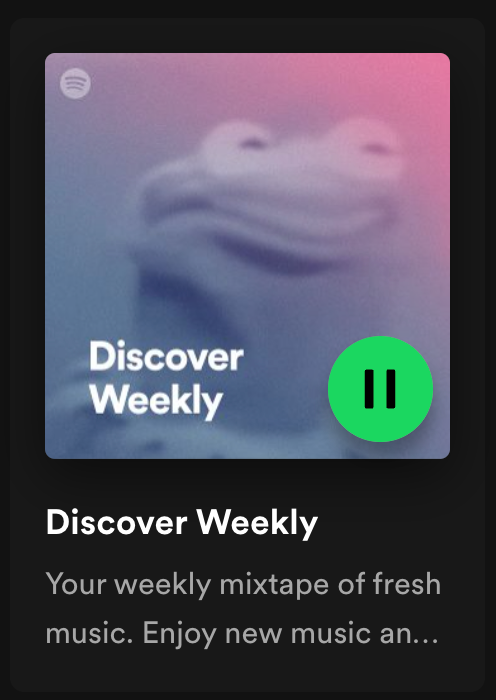 Discover
Weekly
Discover Weekly
Your weekly mixtape of fresh
music. Enjoy new music an...